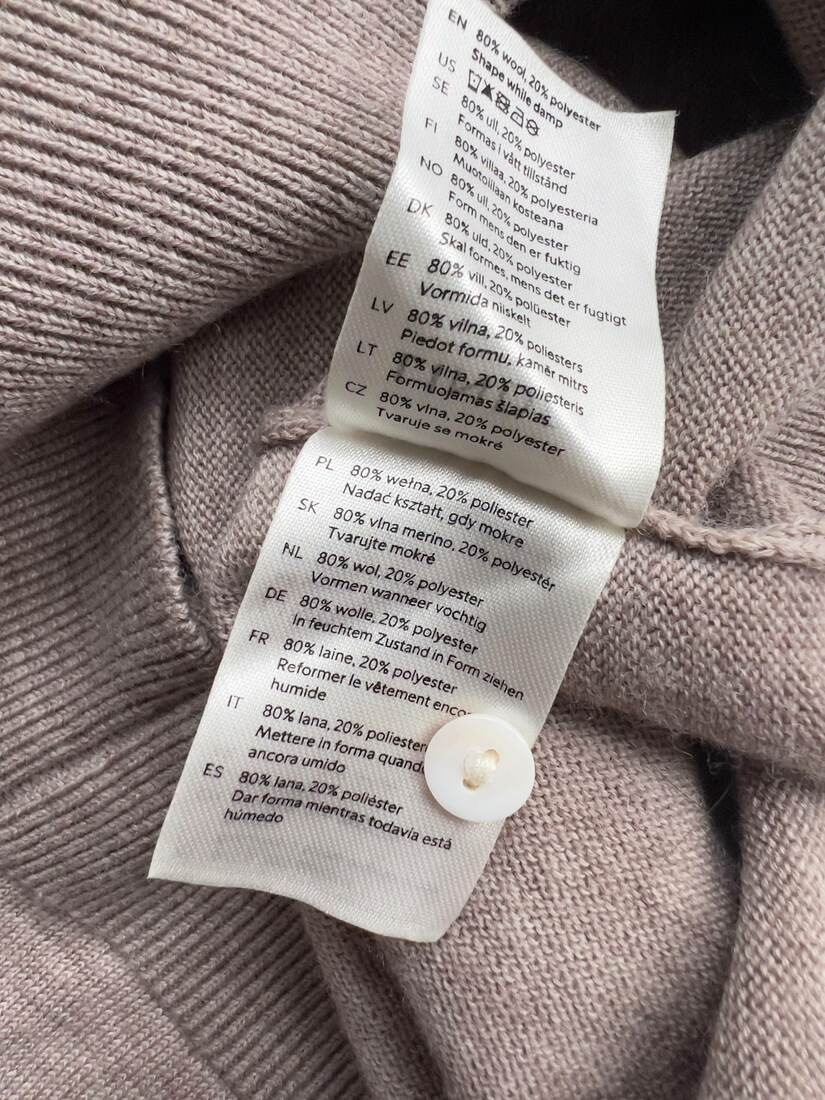 EN 80% wool, 20% polyester
US Shape while damp
SE 80% ull, 20% polyester
Formas i vått tillstånd
FI 80% villaa, 20% polyesteria
Muotoillaan kosteana
NO 80% ull, 20% polyester
Form mens den er fuktig
DK 80% uld, 20% polyester
Skal formes, mens det er fugtigt
EE 80% vill, 20% polüester
Vormida niiskelt
LV 80% vilna, 20% poliesters
Piedot formu, kamēr mitrs
LT 80% vilna, 20% poliesteris
Formuojamas šlapias
CZ 80% vlna, 20% polyester
Tvaruje se mokré
PL 80% wełna, 20% poliester
Nadać kształt, gdy mokre
SK 80% vlna merino, 20% polyestér
Tvarujte mokré
NL 80% wol, 20% polyester
Vormen wanneer vochtig
DE 80% wolle, 20% polyester
In feuchtem Zustand in Form ziehen
FR 80% laine, 20% polyester
Reformer le vêtement enco
humide
IT 80% lana, 20% poliester
Mettere in forma quand
ancora umido
ES 80% lana, 20% poliéster
Dar forma mientras todavía está
húmedo